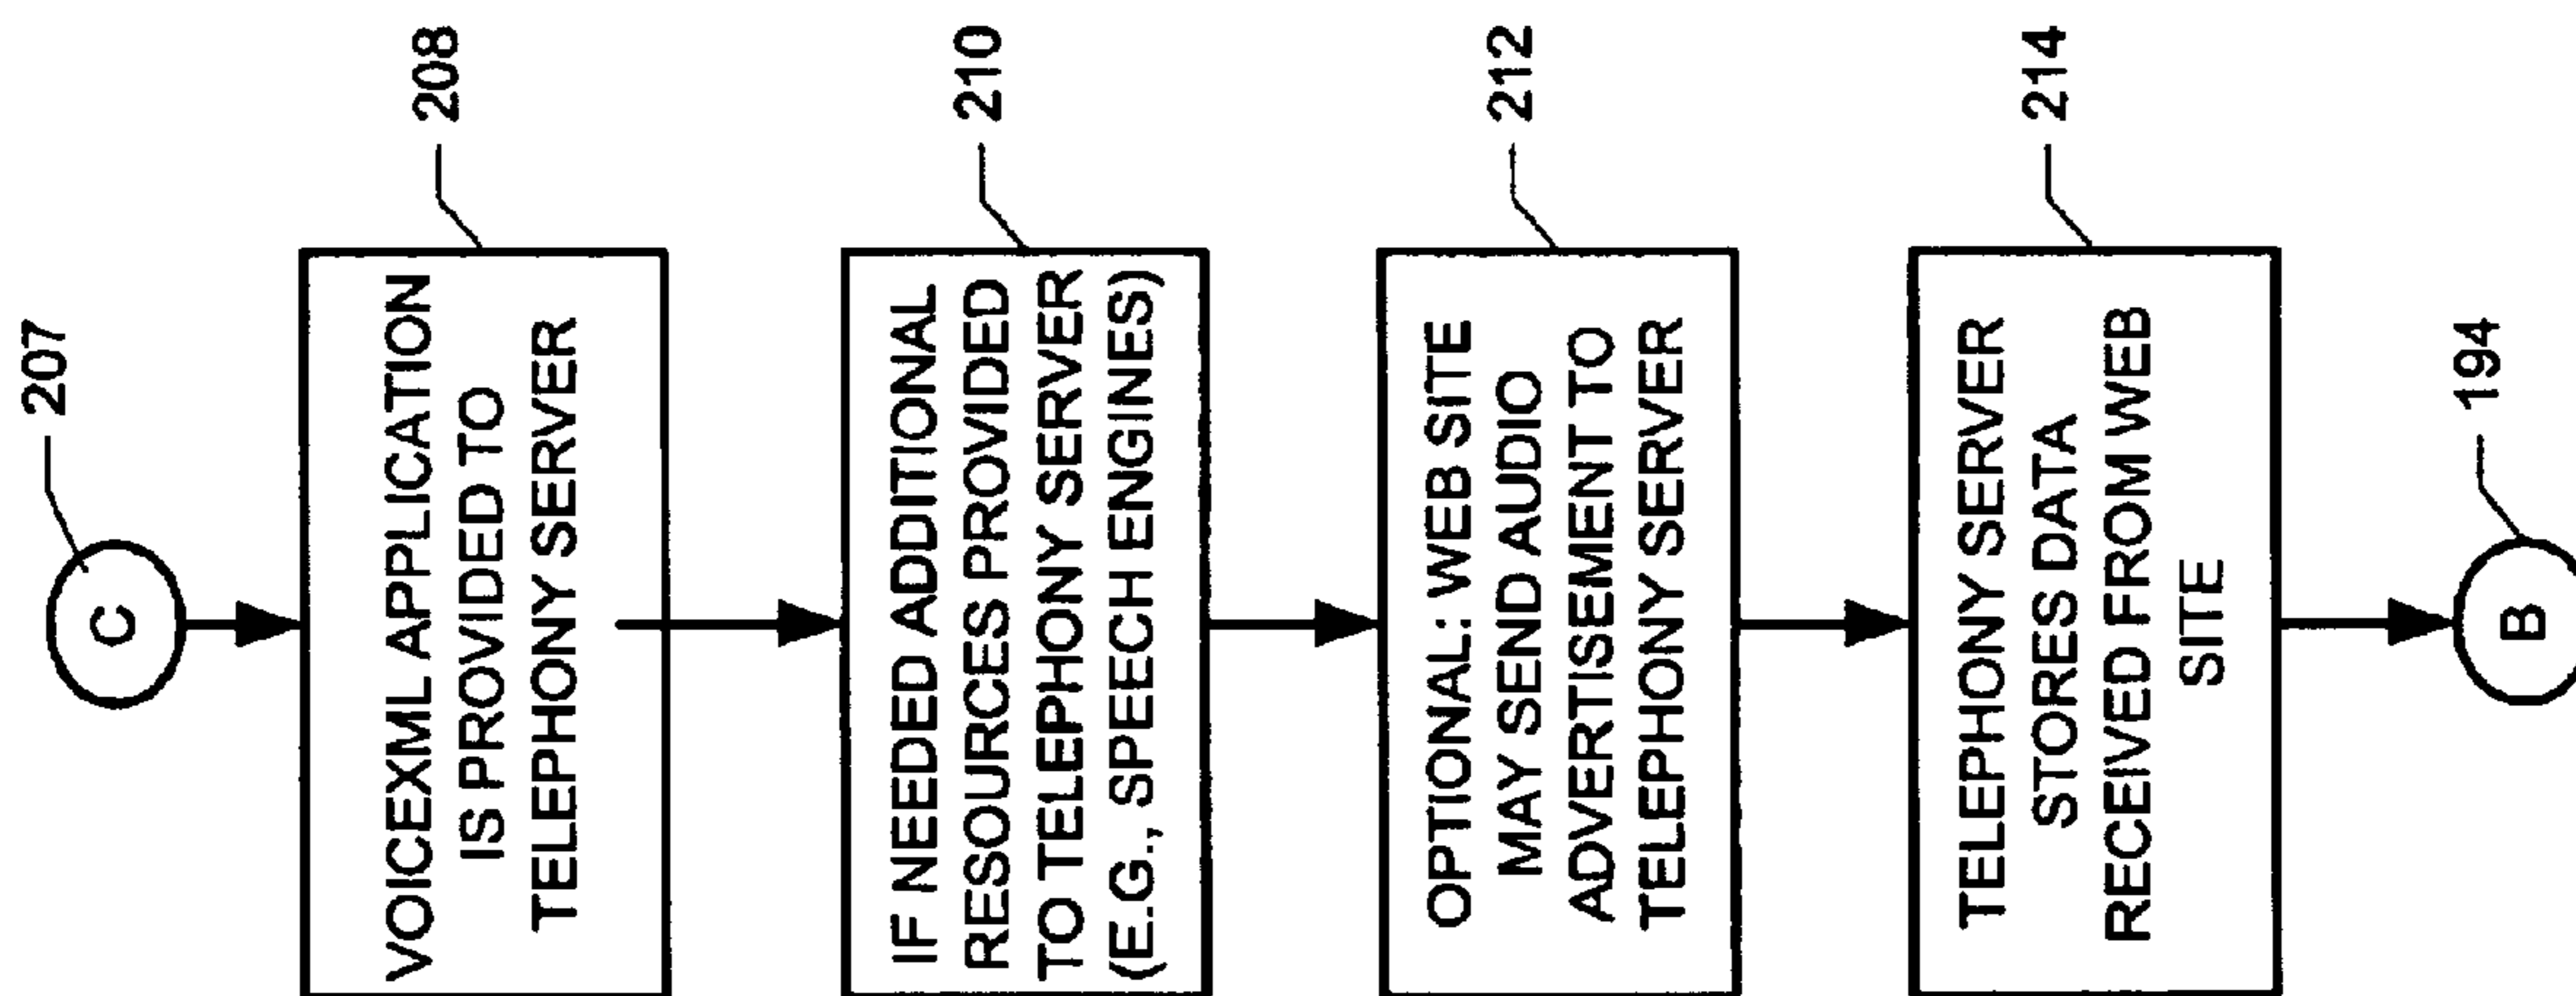 207
C
208
VOICEXML APPLICATION
IS PROVIDED TO
TELEPHONY SERVER
210
IF NEEDED ADDITIONAL
RESOURCES PROVIDED
TO TELEPHONY SERVER
(E.G., SPEECH ENGINES)
212
OPTIONAL: WEB SITE
MAY SEND AUDIO
ADVERTISEMENT TO
TELEPHONY SERVER
214
TELEPHONY SERVER
STORES DATA
RECEIVED FROM WEB
SITE
194
B